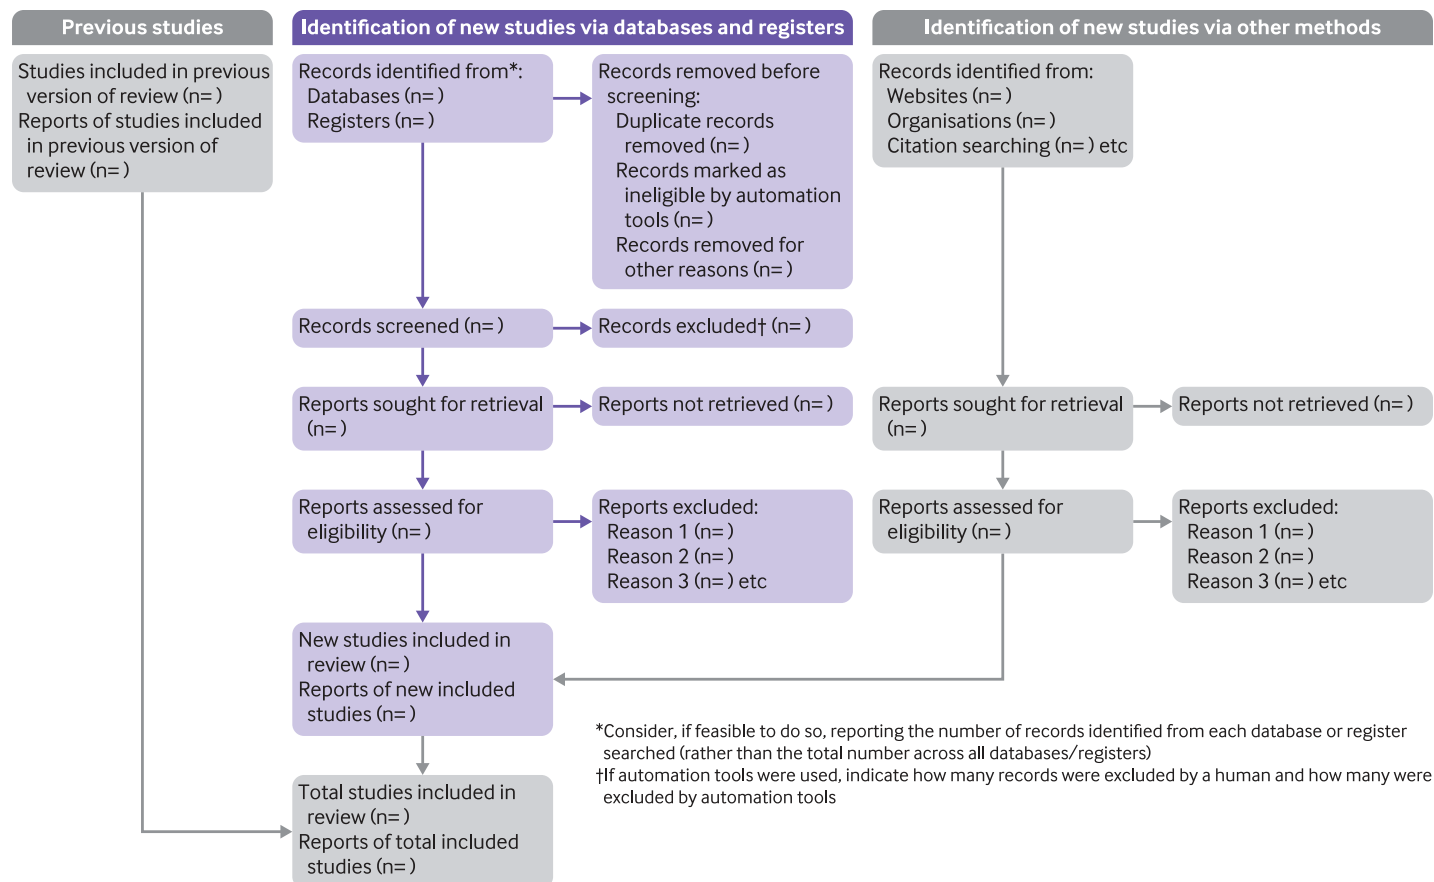 Previous studies
Studies included in previous
version of review (n= )
Reports of studies included
in previous version of
review (n= )
Identification of new studies via databases and registers
Records identified from*:
Databases (n= )
Registers (n= )
Records removed before
screening:
Duplicate records
removed (n= )
Records marked as
ineligible by automation
tools (n= )
Records removed for
other reasons (n= )
Records screened (n= )
Records excluded† (n= )
Reports sought for retrieval
(n= )
Reports not retrieved (n= )
Reports assessed for
eligibility (n= )
Reports excluded:
Reason 1 (n= )
Reason 2 (n= )
Reason 3 (n= ) etc
New studies included in
review (n= )
Reports of new included
studies (n= )
Total studies included in
review (n= )
Reports of total included
studies (n= )
Identification of new studies via other methods
Records identified from:
Websites (n= )
Organisations (n= )
Citation searching (n= ) etc
Reports sought for retrieval
(n= )
Reports not retrieved (n= )
Reports assessed for
eligibility (n= )
Reports excluded:
Reason 1 (n= )
Reason 2 (n= )
Reason 3 (n= ) etc
*Consider, if feasible to do so, reporting the number of records identified from each database or register
searched (rather than the total number across all databases/registers)
†If automation tools were used, indicate how many records were excluded by a human and how many were
excluded by automation tools